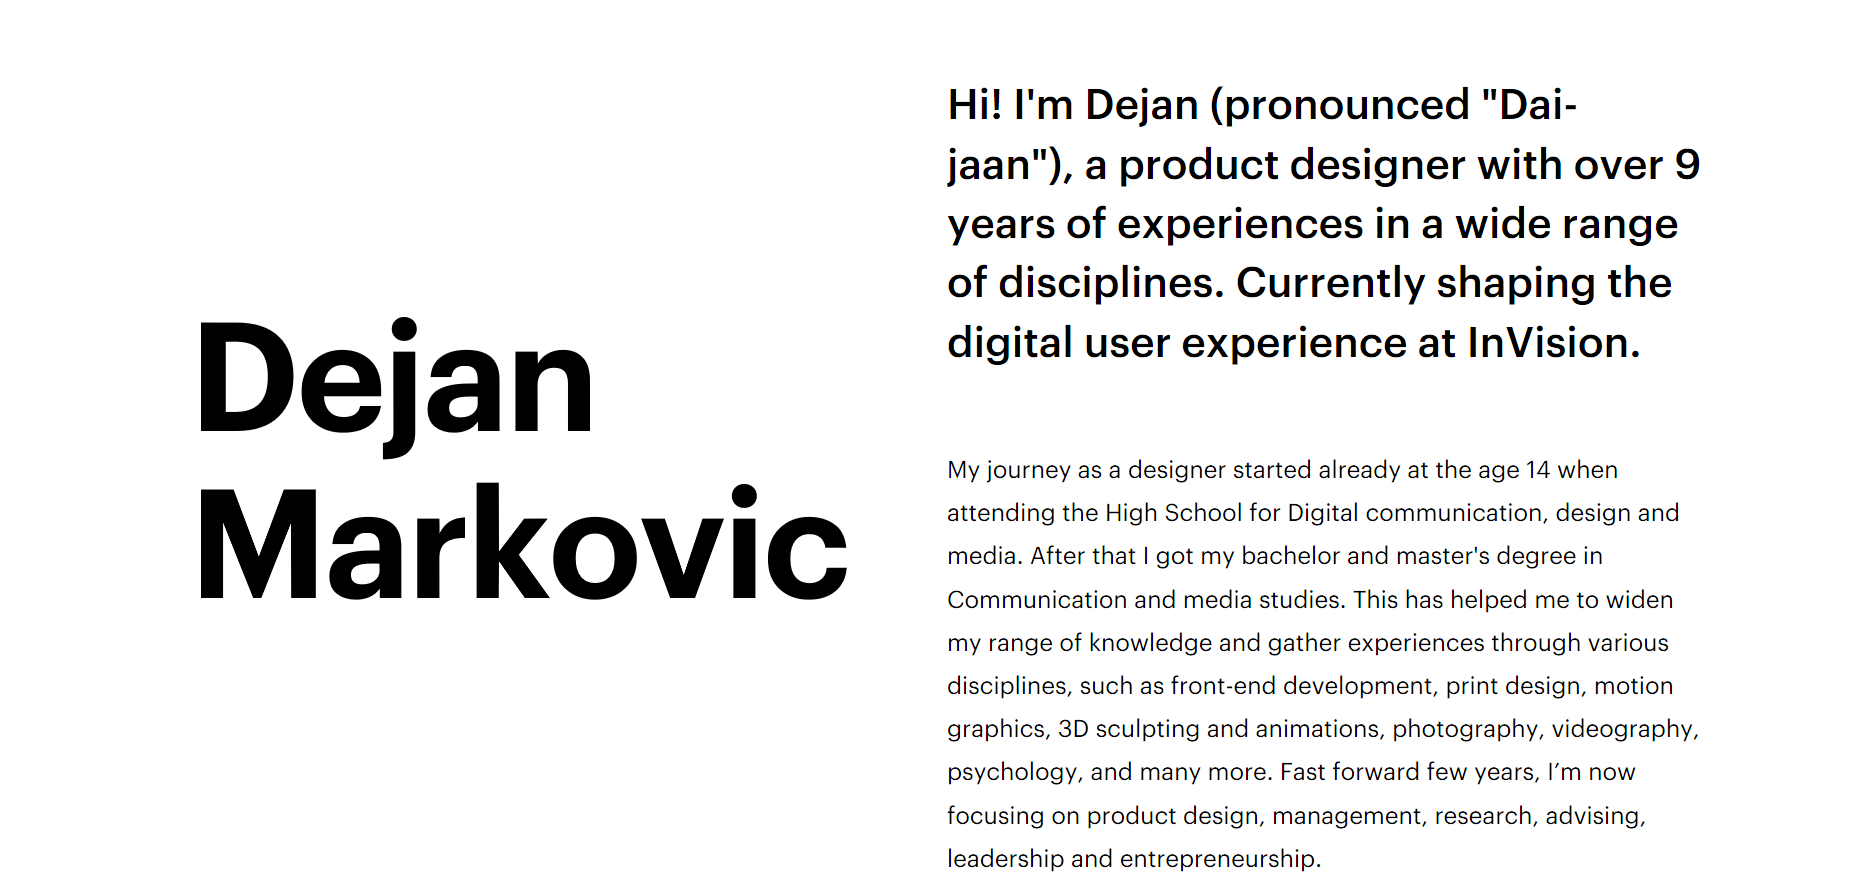 Dejan
Markovic
Hi! I'm Dejan (pronounced "Dai-
jaan"), a product designer with over 9
years of experiences in a wide range
of disciplines. Currently shaping the
digital user experience at InVision.
My journey as a designer started already at the age 14 when
attending the High School for Digital communication, design and
media. After that I got my bachelor and master's degree in
Communication and media studies. This has helped me to widen
my range of knowledge and gather experiences through various
disciplines, such as front-end development, print design, motion
graphics, 3D sculpting and animations, photography, videography,
psychology, and many more. Fast forward few years, I’m now
focusing on product design, management, research, advising,
leadership and entrepreneurship.